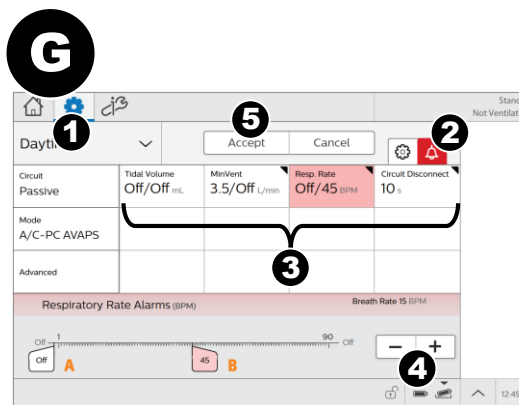 G
Stand
Not Ventilat
1
5
2
Dayti
Accept
Cancel
Circuit
Passive
Tidal Volume
Off/Off mL
MinVent
3.5/Off L/min
Resp. Rate
Off/45 BPM
Circuit Disconnect
10 s
Mode
A/C-PC AVAPS
3
Advanced
Respiratory Rate Alarms (BPM)
Breath Rate 15 BPM
Off 1 90 Off
Off A 45 B
− +
4
12:45